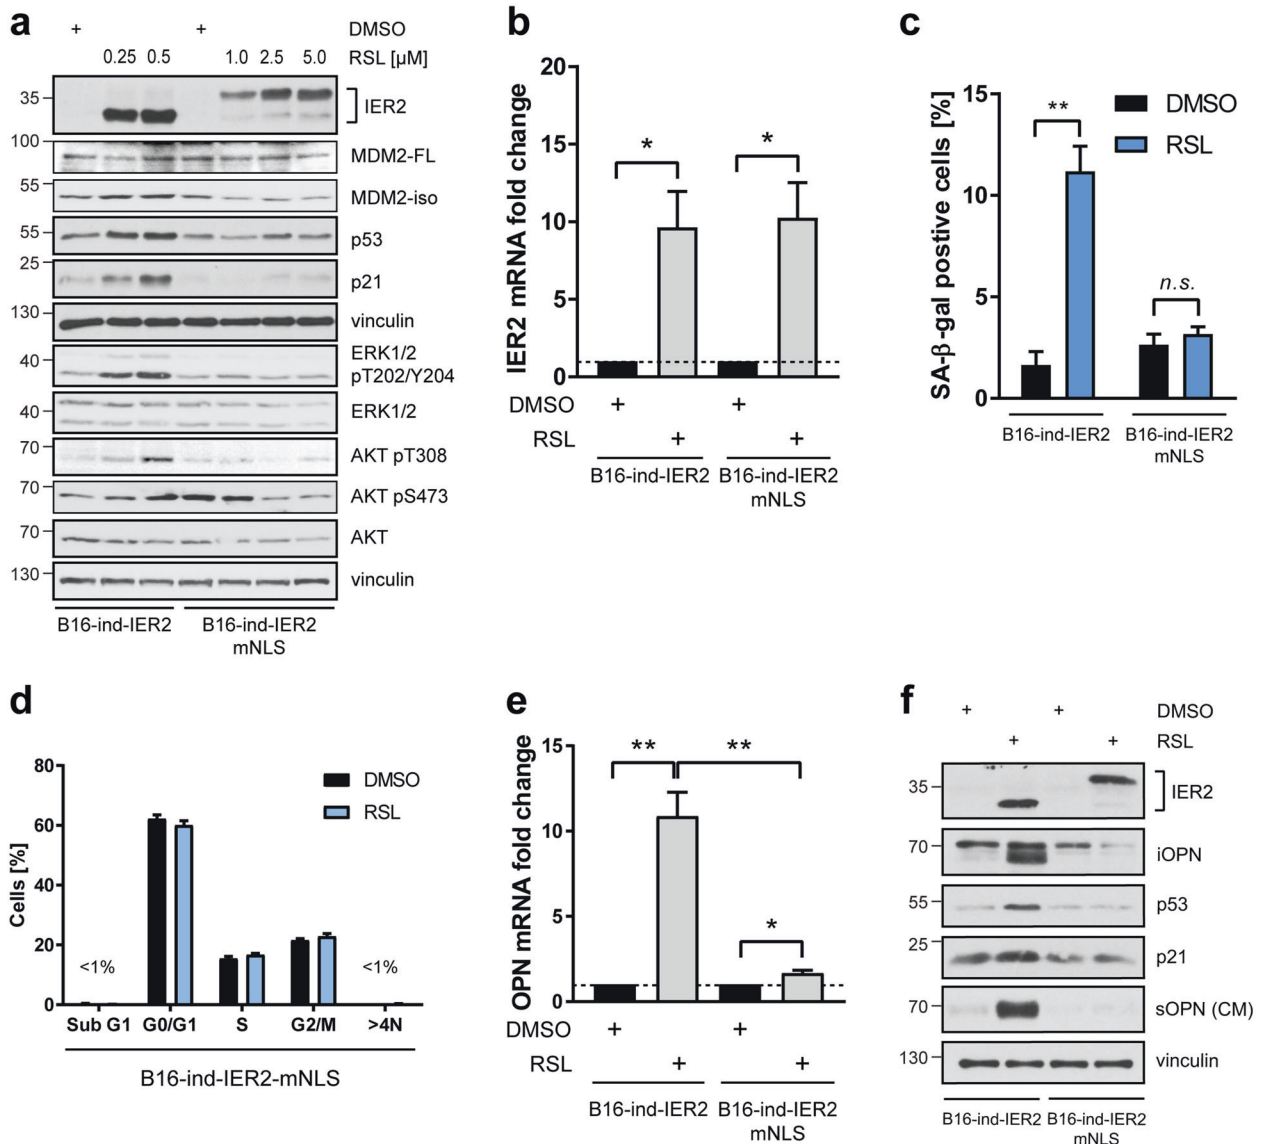 a
+ + DMSO
0.25 0.5 1.0 2.5 5.0 RSL [µM]
35 IER2
100
MDM2-FL
55
MDM2-iso
55 p53
25
p21
130 vinculin
ERK1/2
40 pT202/Y204
40 ERK1/2
70
AKT pT308
70
AKT pS473
70
AKT
130
vinculin
B16-ind-IER2 B16-ind-IER2
mNLS
b
IER2 mRNA fold change
20
15
10
5
0
* *
DMSO + +
RSL + +
B16-ind-IER2 B16-ind-IER2
mNLS
c
SA-β-gal postive cells [%]
15
10
5
0
**
n.s.
DMSO
RSL
B16-ind-IER2 B16-ind-IER2
mNLS
d
Cells [%]
80
60
40
20
0
DMSO
RSL
<1% <1%
Sub G1 G0/G1 S G2/M >4N
B16-ind-IER2-mNLS
e
OPN mRNA fold change
15
10
5
0
** **
*
DMSO + +
RSL + +
B16-ind-IER2 B16-ind-IER2
mNLS
f
+ + DMSO
+ + RSL
35 IER2
70 iOPN
55 p53
25
p21
70 sOPN (CM)
130 vinculin
B16-ind-IER2 B16-ind-IER2
mNLS